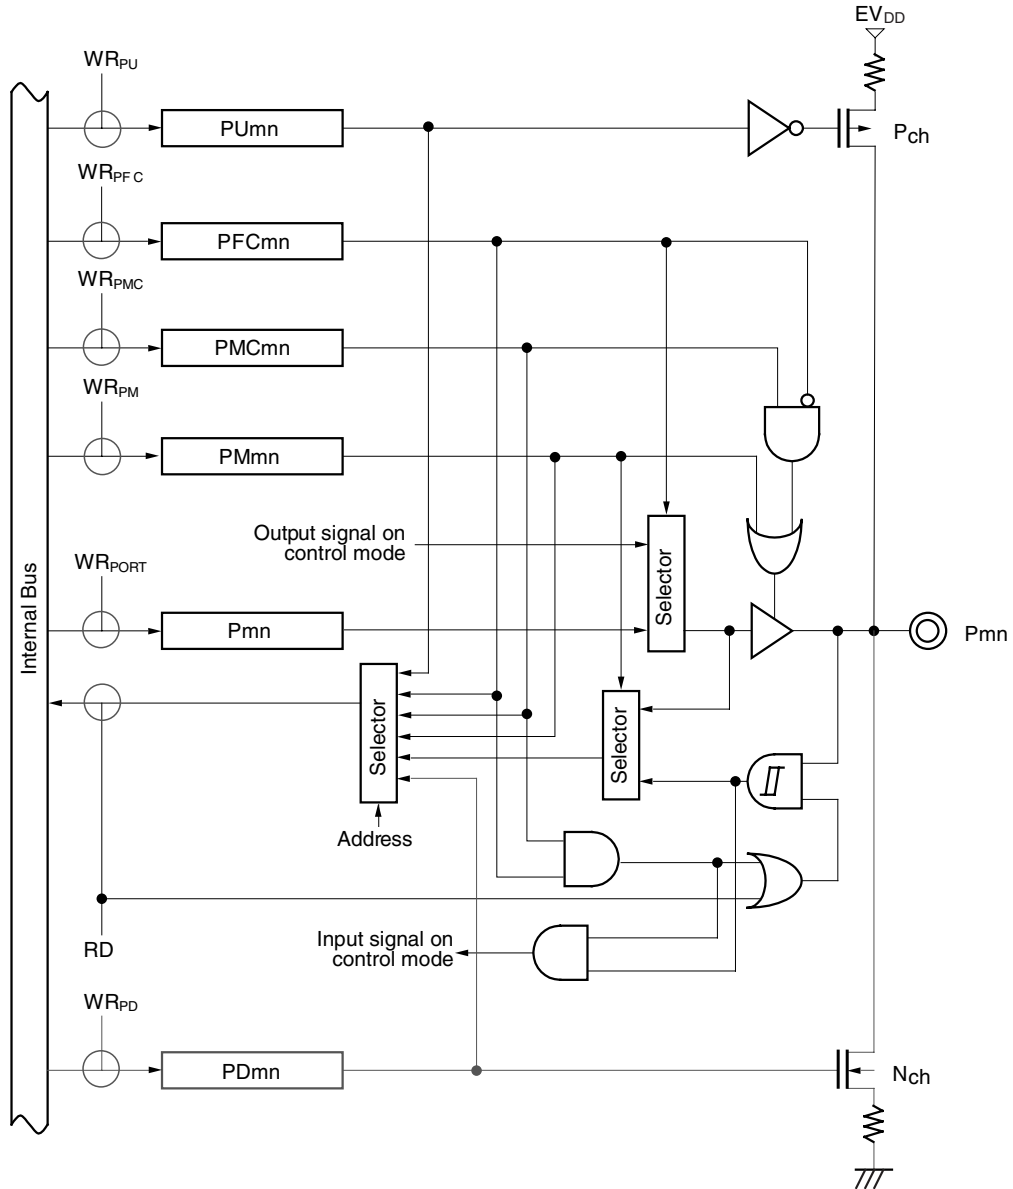 EVDD
WRPU
PUmn
Pch
WRPFC
PFCmn
WRPMC
PMCmn
WRPM
PMmn
Output signal on
control mode
Selector
WRPORT
Internal Bus
Pmn
Pmn
Selector
Selector
Address
RD
Input signal on
control mode
WRPD
PDmn
Nch